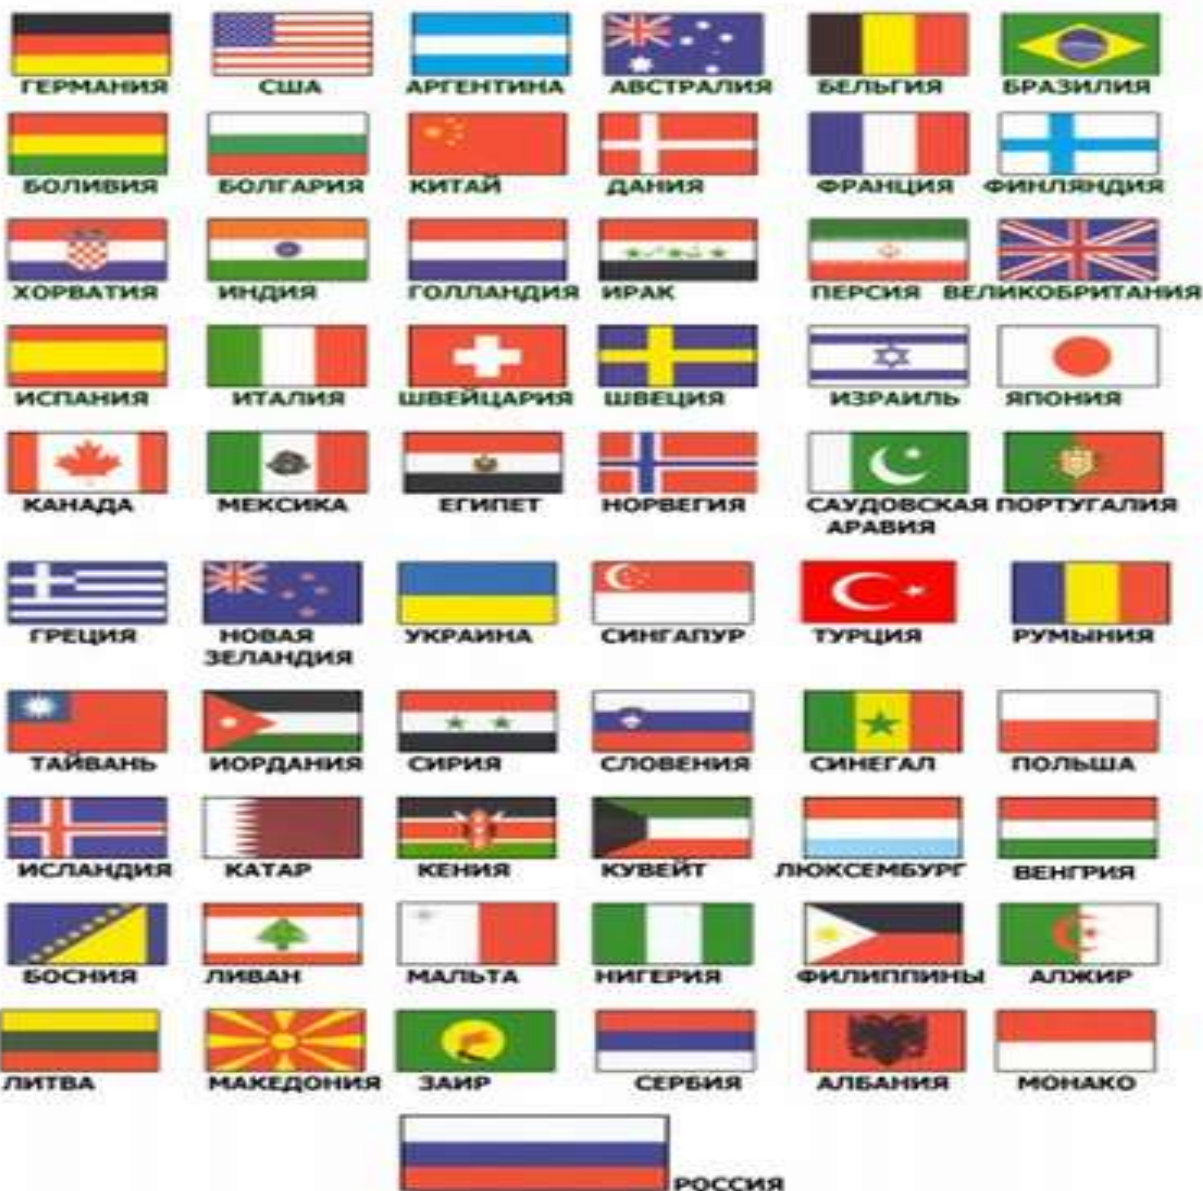 ГЕРМАНИЯ США АРГЕНТИНА АВСТРАЛИЯ БЕЛЬГИЯ БРАЗИЛИЯ
БОЛИВИЯ БОЛГАРИЯ КИТАЙ ДАНИЯ ФРАНЦИЯ ФИНЛЯНДИЯ
ХОРВАТИЯ ИНДИЯ ГОЛЛАНДИЯ ИРАК ПЕРСИЯ ВЕЛИКОБРИТАНИЯ
ИСПАНИЯ ИТАЛИЯ ШВЕЙЦАРИЯ ШВЕЦИЯ ИЗРАИЛЬ ЯПОНИЯ
КАНАДА МЕКСИКА ЕГИПЕТ НОРВЕГИЯ САУДОВСКАЯ ПОРТУГАЛИЯ
АРАВИЯ
ГРЕЦИЯ НОВАЯ УКРАИНА СИНГАПУР ТУРЦИЯ РУМЫНИЯ
ЗЕЛАНДИЯ
ТАЙВАНЬ ИОРДАНИЯ СИРИЯ СЛОВЕНИЯ СИНЕГАЛ ПОЛЬША
ИСЛАНДИЯ КАТАР КЕНИЯ КУВЕЙТ ЛЮКСЕМБУРГ ВЕНГРИЯ
БОСНИЯ ЛИВАН МАЛЬТА НИГЕРИЯ ФИЛИППИНЫ АЛЖИР
ЛИТВА МАКЕДОНИЯ ЗАИР СЕРБИЯ АЛБАНИЯ МОНАКО
РОССИЯ